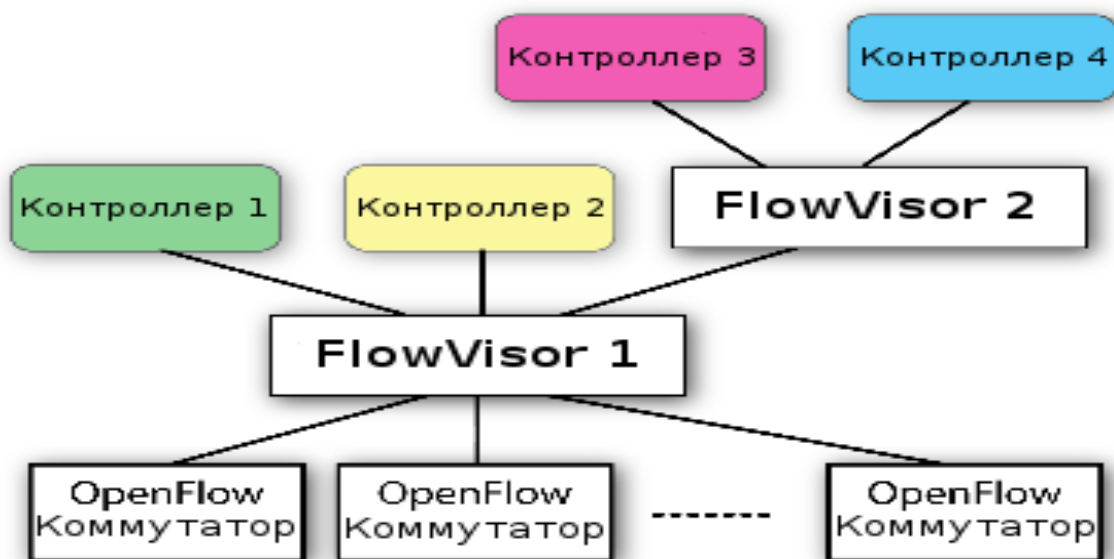 Контроллер 3
Контроллер 4
Контроллер 1
Контроллер 2
FlowVisor 2
FlowVisor 1
OpenFlow
Коммутатор
OpenFlow
Коммутатор
OpenFlow
Коммутатор